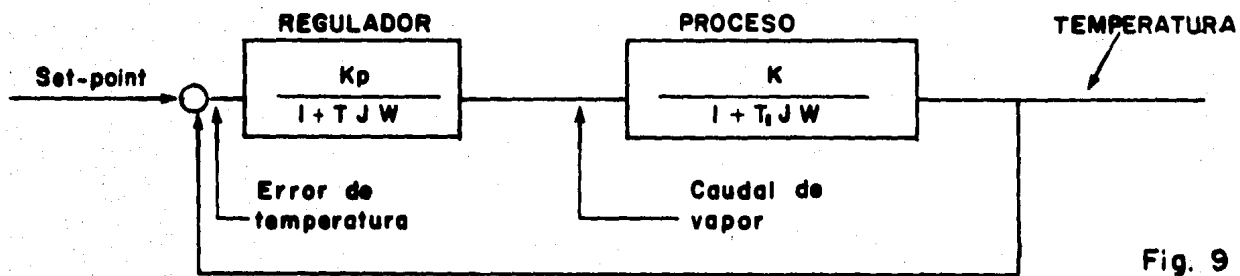 REGULADOR
PROCESO
TEMPERATURA
Set-point
Kp
1 + T J W
K
1 + T₁ J W
Error de
temperatura
Caudal de
vapor
Fig. 9